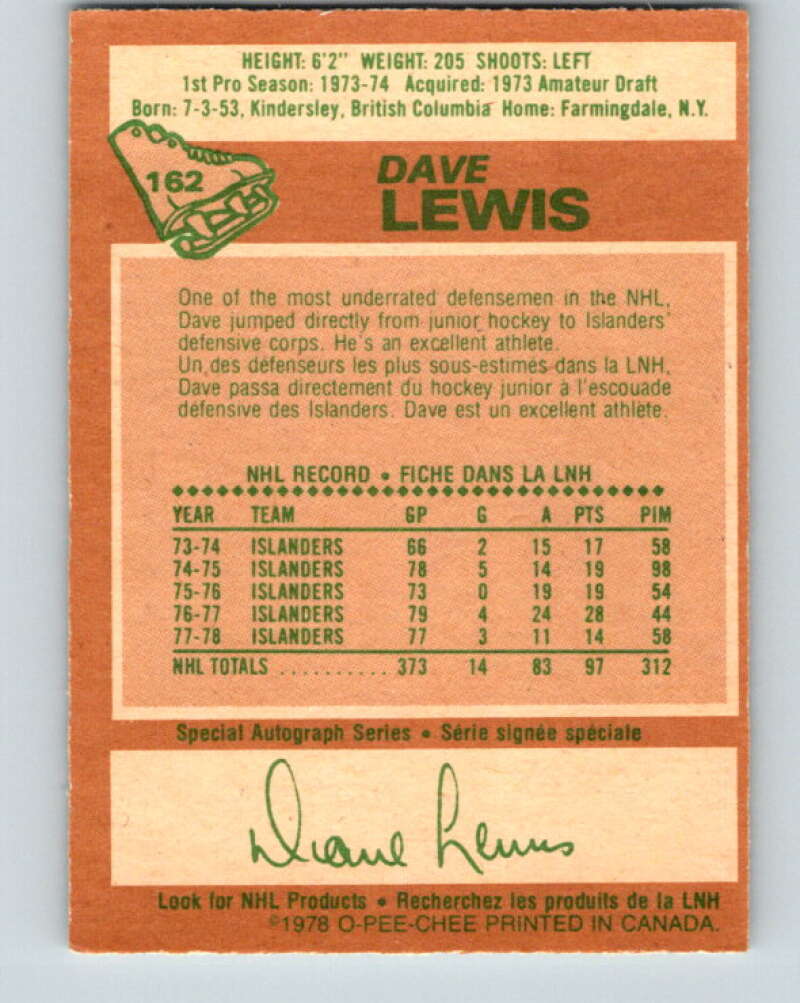 HEIGHT: 6'2" WEIGHT: 205 SHOOTS: LEFT
1st Pro Season: 1973-74 Acquired: 1973 Amateur Draft
Born: 7-3-53, Kindersley, British Columbia Home: Farmingdale, N.Y.
162
DAVE
LEWIS
One of the most underrated defensemen in the NHL,
Dave jumped directly from junior hockey to Islanders'
defensive corps. He's an excellent athlete.
Un des défenseurs les plus sous-estimés dans la LNH,
Dave passa directement du hockey junior à l'escouade
défensive des Islanders. Dave est un excellent athlète.
NHL RECORD • FICHE DANS LA LNH
YEAR TEAM GP G A PTS PIM
73-74 ISLANDERS 66 2 15 17 58
74-75 ISLANDERS 78 5 14 19 98
75-76 ISLANDERS 73 0 19 19 54
76-77 ISLANDERS 79 4 24 28 44
77-78 ISLANDERS 77 3 11 14 58
NHL TOTALS .......... 373 14 83 97 312
Special Autograph Series • Série signée spéciale
Diane Lewis
Look for NHL Products • Recherchez les produits de la LNH
©1978 O-PEE-CHEE PRINTED IN CANADA.